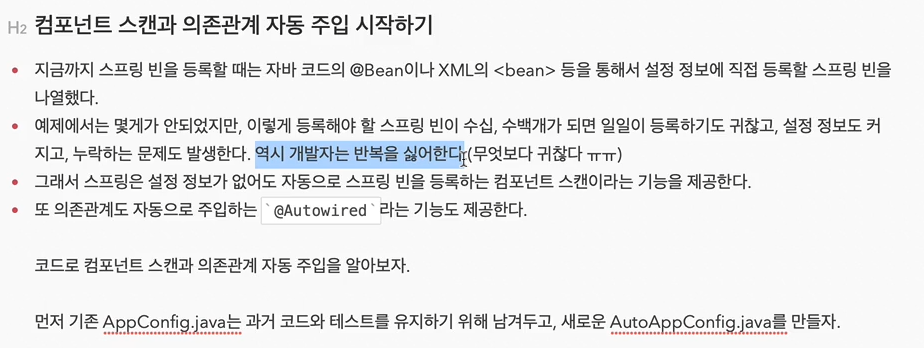 H2 컴포넌트 스캔과 의존관계 자동 주입 시작하기
• 지금까지 스프링 빈을 등록할 때는 자바 코드의 @Bean이나 XML의 <bean> 등을 통해서 설정 정보에 직접 등록할 스프링 빈을
나열했다.
• 예제에서는 몇개가 안되었지만, 이렇게 등록해야 할 스프링 빈이 수십, 수백개가 되면 일일이 등록하기도 귀찮고, 설정 정보도 커
지고, 누락하는 문제도 발생한다. 역시 개발자는 반복을 싫어한다.(무엇보다 귀찮다 ㅠㅠ)
• 그래서 스프링은 설정 정보가 없어도 자동으로 스프링 빈을 등록하는 컴포넌트 스캔이라는 기능을 제공한다.
• 또 의존관계도 자동으로 주입하는 `@Autowired`라는 기능도 제공한다.
코드로 컴포넌트 스캔과 의존관계 자동 주입을 알아보자.
먼저 기존 AppConfig.java는 과거 코드와 테스트를 유지하기 위해 남겨두고, 새로운 AutoAppConfig.java를 만들자.